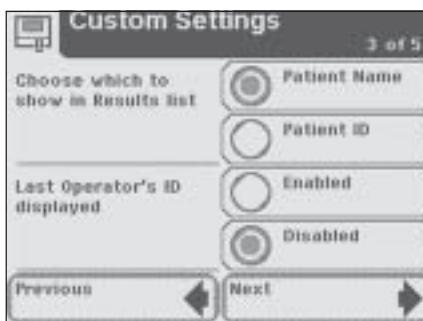 Custom Settings
3 of 5
Choose which to
show in Results list
Patient Name
Patient ID
Last Operator's ID
displayed
Enabled
Disabled
Previous
Next